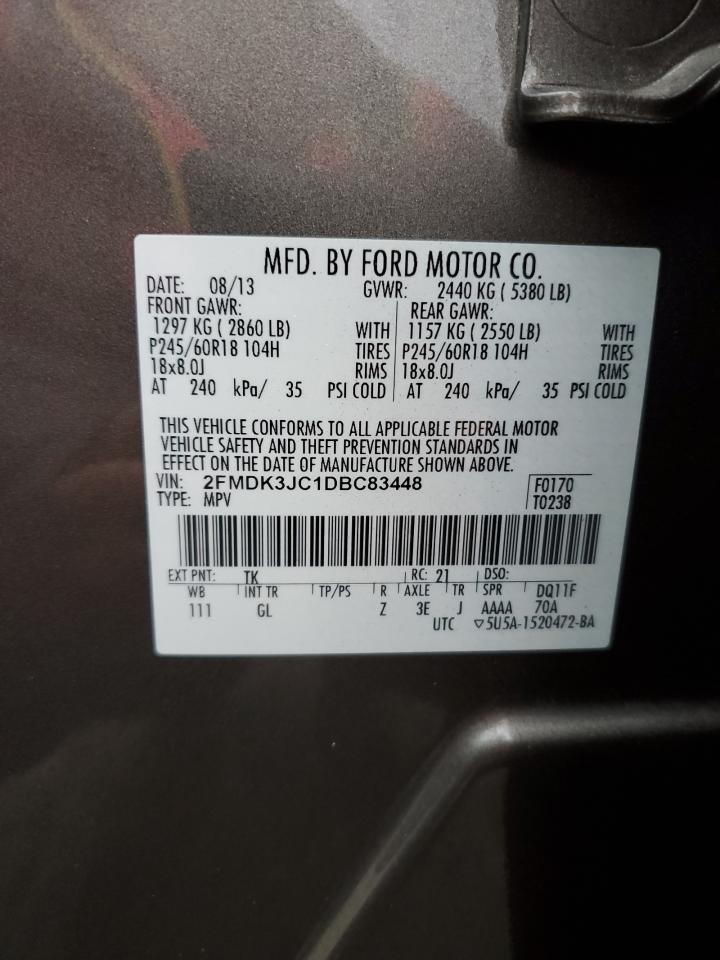 MFD. BY FORD MOTOR CO.
DATE: 08/13 GVWR: 2440 KG ( 5380 LB)
FRONT GAWR: REAR GAWR:
1297 KG ( 2860 LB) WITH 1157 KG ( 2550 LB) WITH
P245/60R18 104H TIRES P245/60R18 104H TIRES
18x8.0J RIMS 18x8.0J RIMS
AT 240 kPa/ 35 PSI COLD AT 240 kPa/ 35 PSI COLD
THIS VEHICLE CONFORMS TO ALL APPLICABLE FEDERAL MOTOR
VEHICLE SAFETY AND THEFT PREVENTION STANDARDS IN
EFFECT ON THE DATE OF MANUFACTURE SHOWN ABOVE.
VIN: 2FMDK3JC1DBC83448 F0170
TYPE: MPV T0238
EXT PNT: TK RC: 21 DSO:
WB INT TR TP/PS R AXLE TR SPR DQ11F
111 GL Z 3E J AAAA 70A
UTC ▽5U5A-1520472-BA